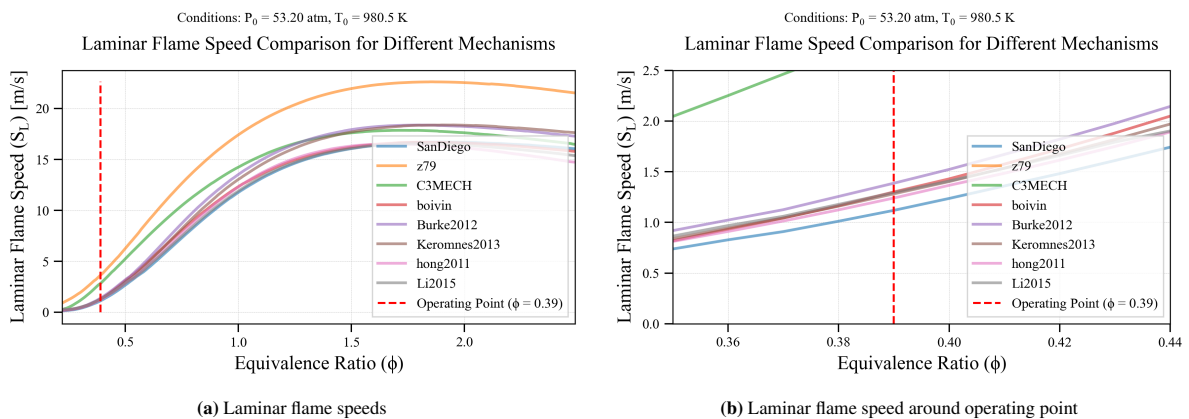 Conditions: P0 = 53.20 atm, T0 = 980.5 K
Laminar Flame Speed Comparison for Different Mechanisms
Laminar Flame Speed (SL) [m/s]
20
15
10
5
0
0.5
1.0
1.5
2.0
Equivalence Ratio (ϕ)
SanDiego
z79
C3MECH
boivin
Burke2012
Keromnes2013
hong2011
Li2015
Operating Point (ϕ = 0.39)
(a) Laminar flame speeds
Conditions: P0 = 53.20 atm, T0 = 980.5 K
Laminar Flame Speed Comparison for Different Mechanisms
Laminar Flame Speed (SL) [m/s]
2.5
2.0
1.5
1.0
0.5
0.0
0.36
0.38
0.40
0.42
0.44
Equivalence Ratio (ϕ)
SanDiego
z79
C3MECH
boivin
Burke2012
Keromnes2013
hong2011
Li2015
Operating Point (ϕ = 0.39)
(b) Laminar flame speed around operating point